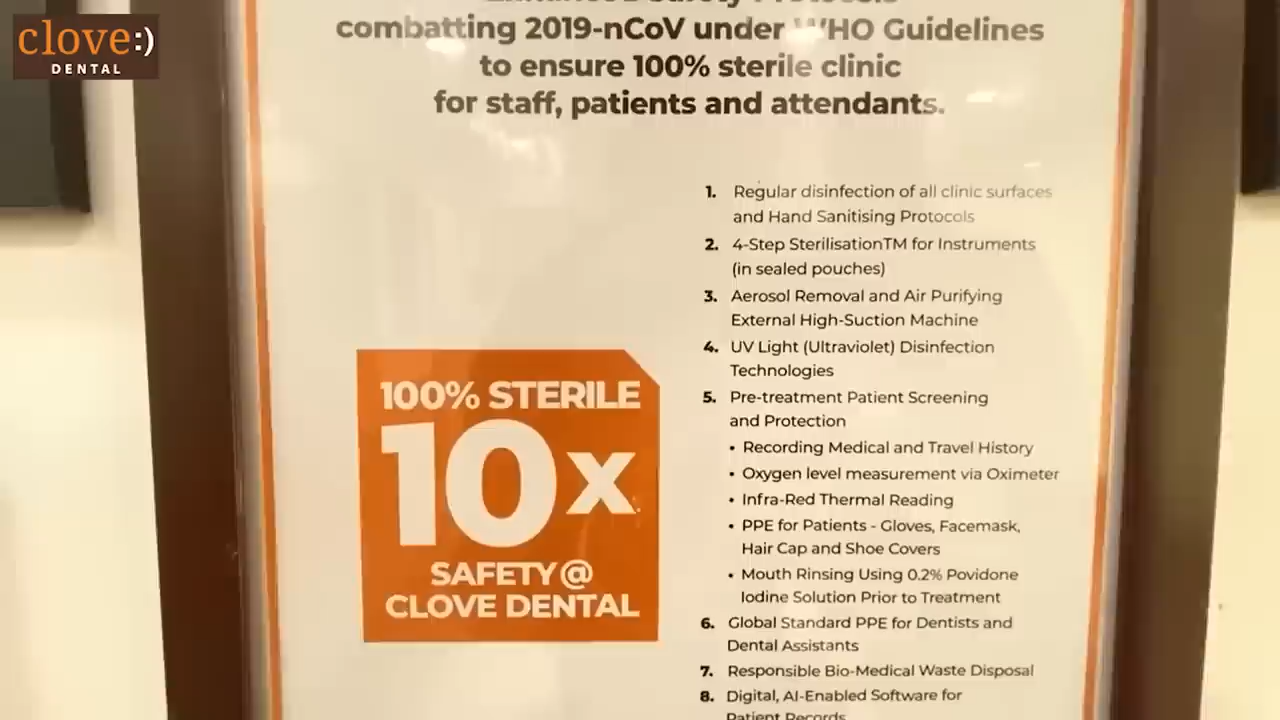 clove:)
DENTAL
combatting 2019-nCoV under WHO Guidelines
to ensure 100% sterile clinic
for staff, patients and attendants.
1. Regular disinfection of all clinic surfaces
and Hand Sanitising Protocols
2. 4-Step SterilisationTM for Instruments
(in sealed pouches)
3. Aerosol Removal and Air Purifying
External High-Suction Machine
4. UV Light (Ultraviolet) Disinfection
Technologies
5. Pre-treatment Patient Screening
and Protection
• Recording Medical and Travel History
• Oxygen level measurement via Oximeter
• Infra-Red Thermal Reading
• PPE for Patients - Gloves, Facemask,
Hair Cap and Shoe Covers
• Mouth Rinsing Using 0.2% Povidone
Iodine Solution Prior to Treatment
6. Global Standard PPE for Dentists and
Dental Assistants
7. Responsible Bio-Medical Waste Disposal
8. Digital, AI-Enabled Software for
Patient Records
100% STERILE
10x
SAFETY@
CLOVE DENTAL